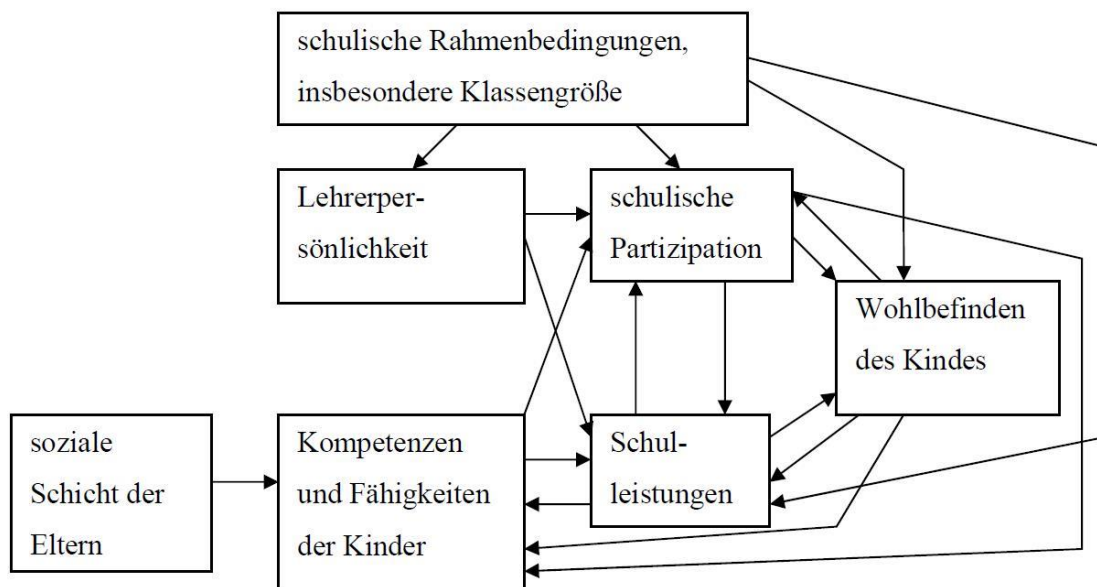 schulische Rahmenbedingungen,
insbesondere Klassengröße
Lehrerper-
sönlichkeit
schulische
Partizipation
Wohlbefinden
des Kindes
soziale
Schicht der
Eltern
Kompetenzen
und Fähigkeiten
der Kinder
Schul-
leistungen